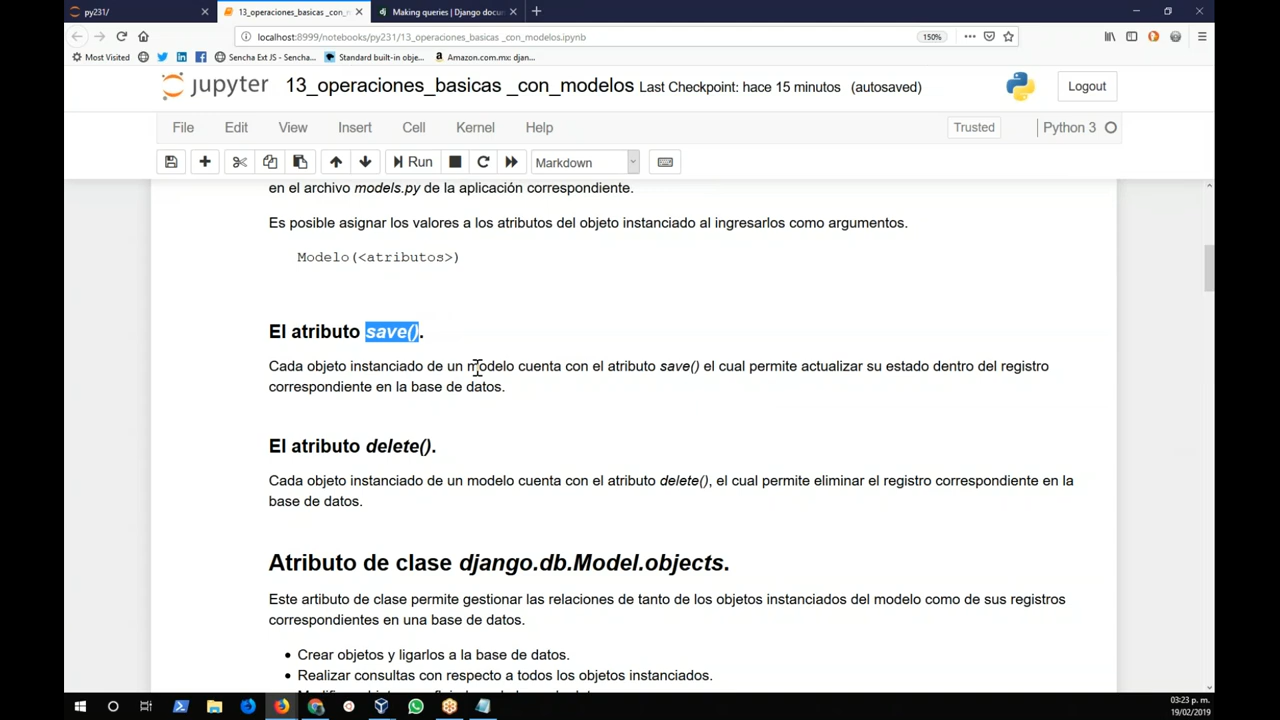 py231/
13_operaciones_basicas _con_m
Making queries | Django docu
localhost:8999/notebooks/py231/13_operaciones_basicas _con_modelos.ipynb
150%
Most Visited
Sencha Ext JS - Sencha...
Standard built-in obje...
Amazon.com.mx: djan...
jupyter
13_operaciones_basicas _con_modelos Last Checkpoint: hace 15 minutos (autosaved)
Logout
File Edit View Insert Cell Kernel Help
Trusted
Python 3
Run
Markdown
en el archivo models.py de la aplicación correspondiente.
Es posible asignar los valores a los atributos del objeto instanciado al ingresarlos como argumentos.
Modelo(<atributos>)
El atributo save().
Cada objeto instanciado de un modelo cuenta con el atributo save() el cual permite actualizar su estado dentro del registro
correspondiente en la base de datos.
El atributo delete().
Cada objeto instanciado de un modelo cuenta con el atributo delete(), el cual permite eliminar el registro correspondiente en la
base de datos.
Atributo de clase django.db.Model.objects.
Este artibuto de clase permite gestionar las relaciones de tanto de los objetos instanciados del modelo como de sus registros
correspondientes en una base de datos.
• Crear objetos y ligarlos a la base de datos.
• Realizar consultas con respecto a todos los objetos instanciados.
03:23 p. m.
19/02/2019